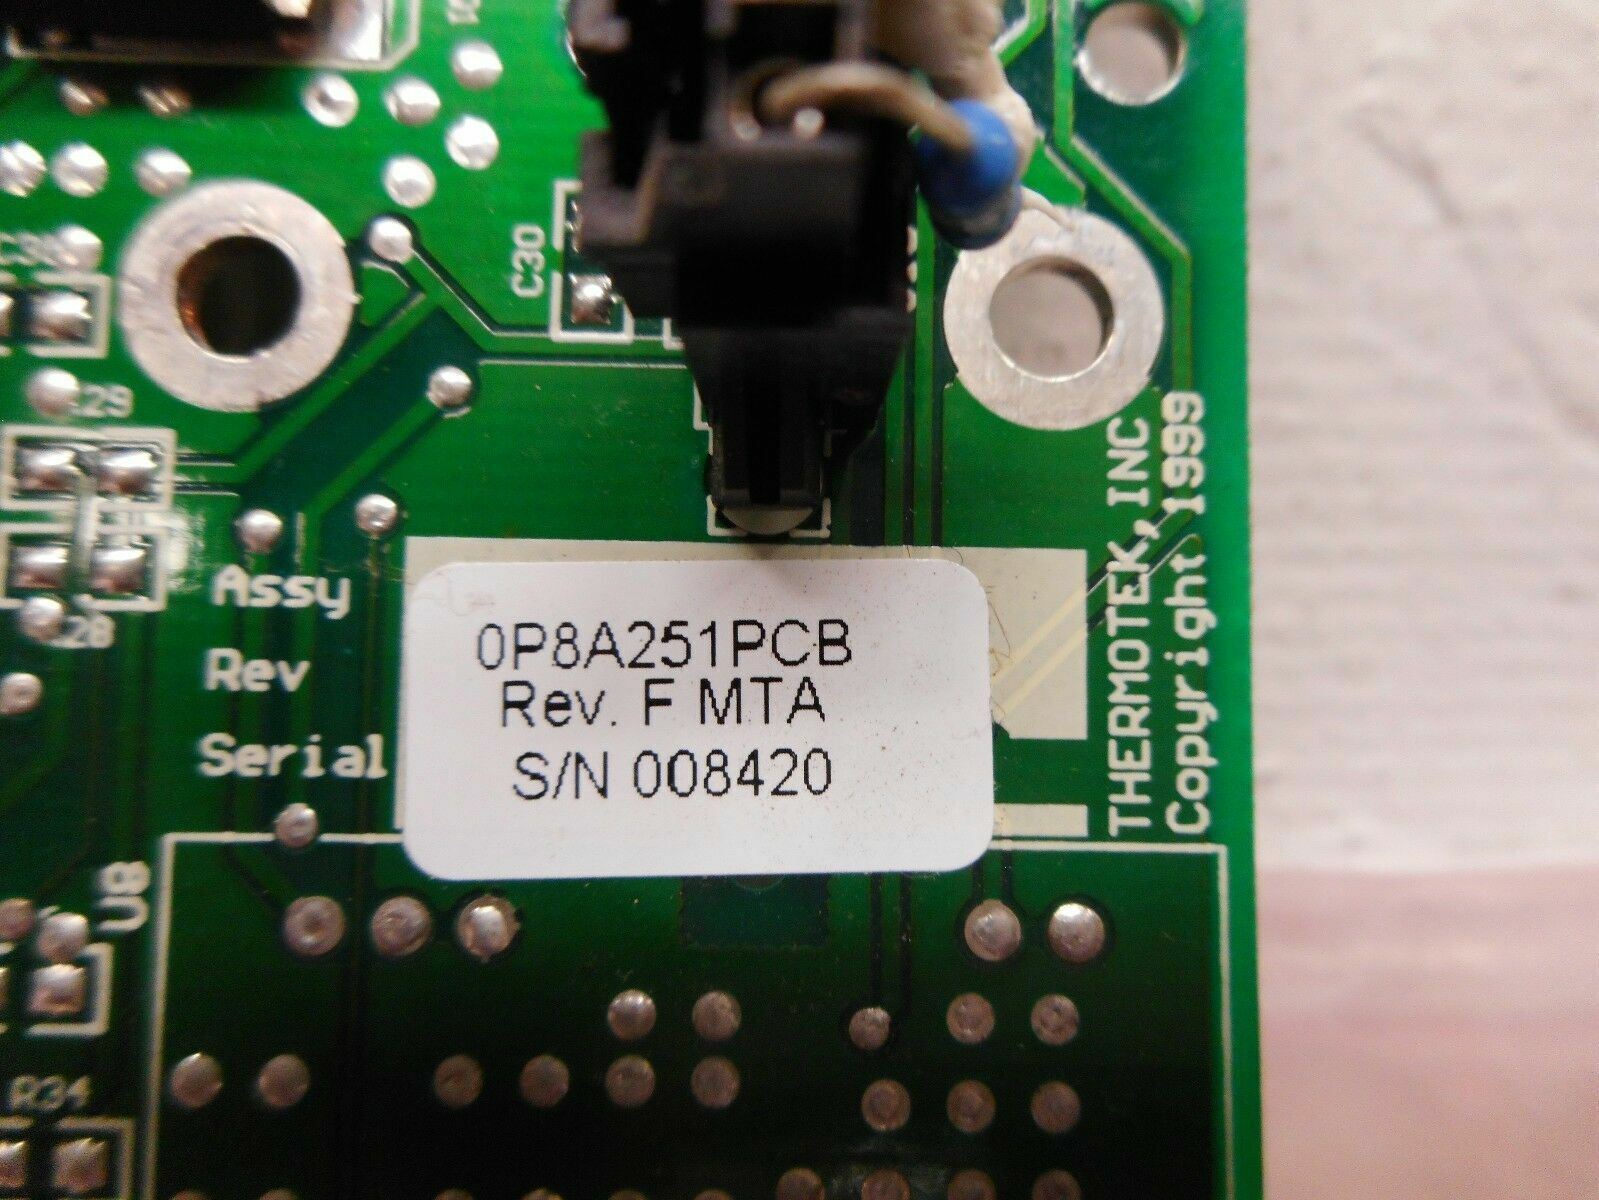 C30
Assy
Rev
Serial
0P8A251PCB
Rev. F MTA
S/N 008420
THERMOTEK, INC
Copyright 1999
U8
R34